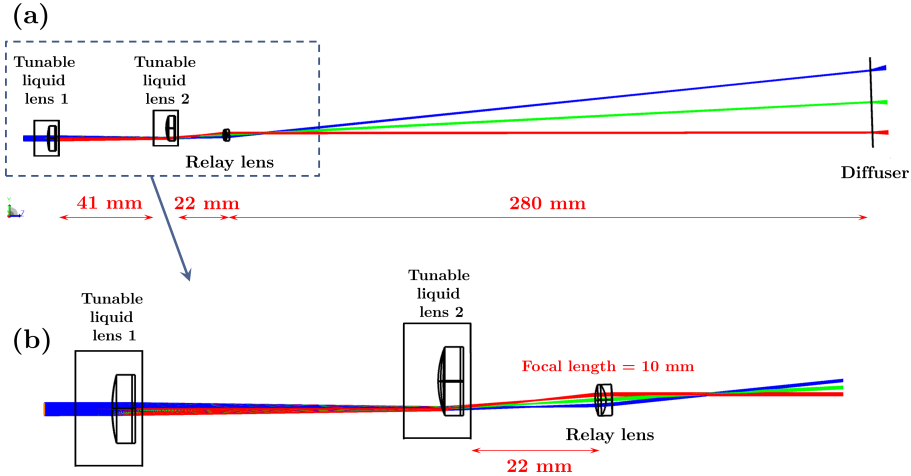 (a)
Tunable
liquid
lens 1
Tunable
liquid
lens 2
Relay lens
Diffuser
41 mm
22 mm
280 mm
Tunable
liquid
lens 1
Tunable
liquid
lens 2
(b)
Focal length = 10 mm
Relay lens
22 mm